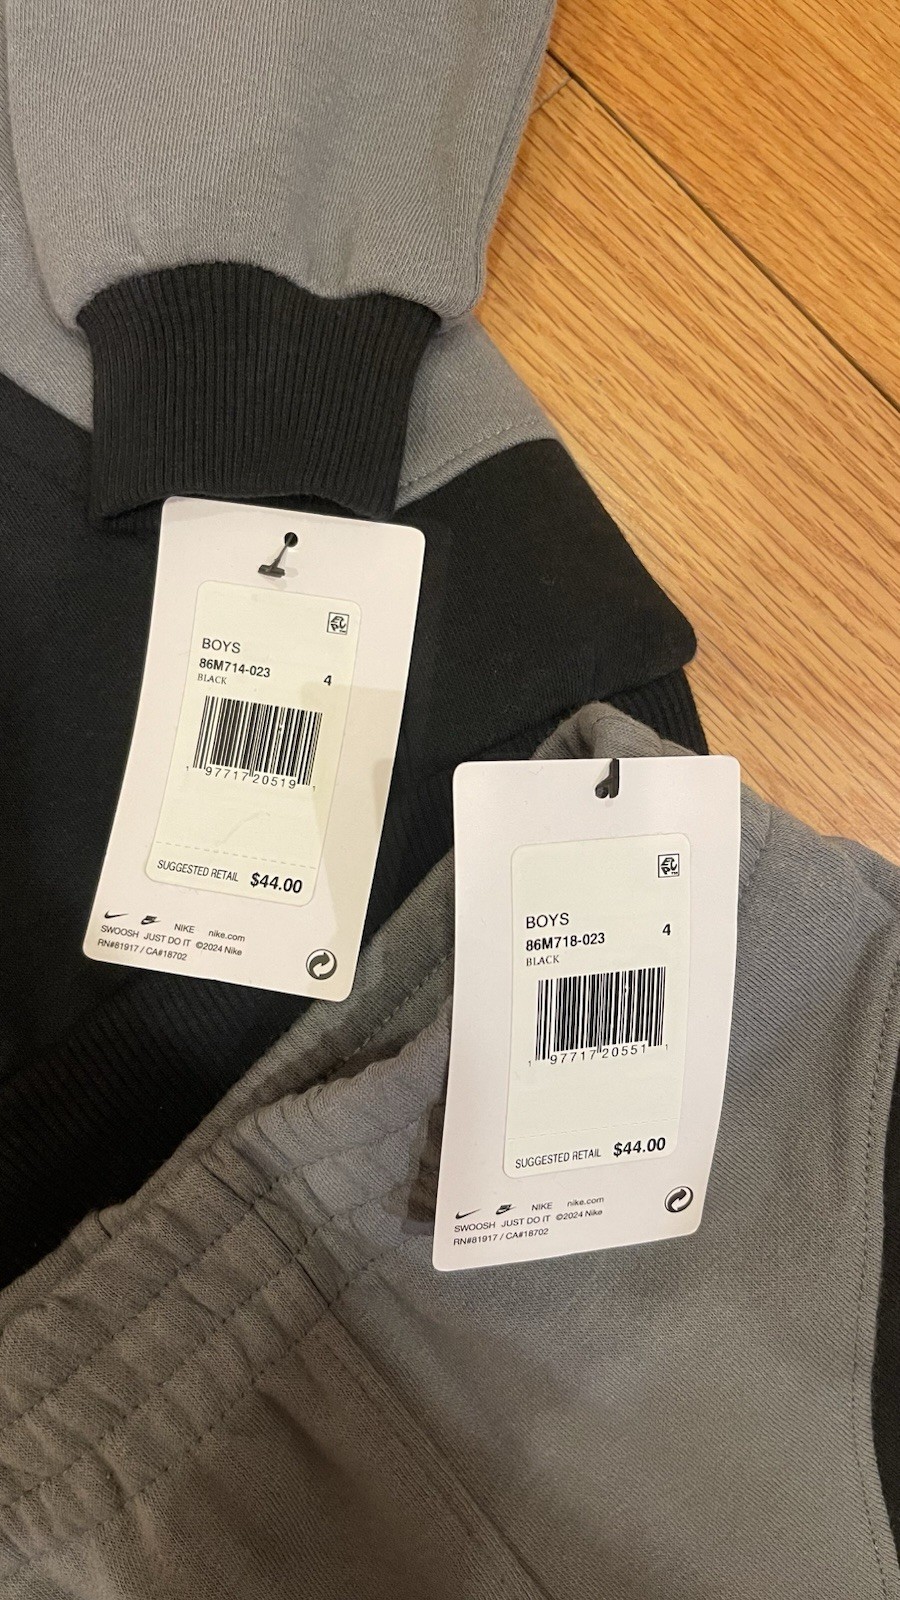 BOYS
86M714-023
BLACK
4
1 97717 20519 1
SUGGESTED RETAIL $44.00
NIKE nike.com
SWOOSH JUST DO IT ©2024 Nike
RN#81917 / CA#18702
BOYS
86M718-023
BLACK
4
1 97717 20551 1
SUGGESTED RETAIL $44.00
NIKE nike.com
SWOOSH JUST DO IT ©2024 Nike
RN#81917 / CA#18702